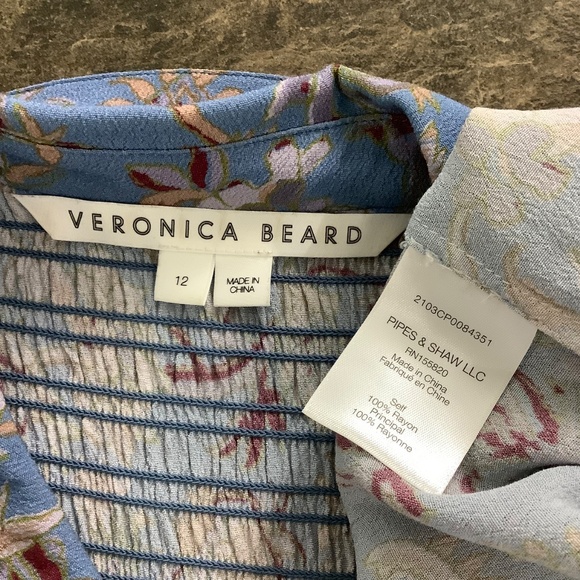 VERONICA BEARD
12
MADE IN
CHINA
2103CP0084351
PIPES & SHAW LLC
RN155820
Made in China
Fabriqué en Chine
Self
100% Rayon
Principal
100% Rayonne